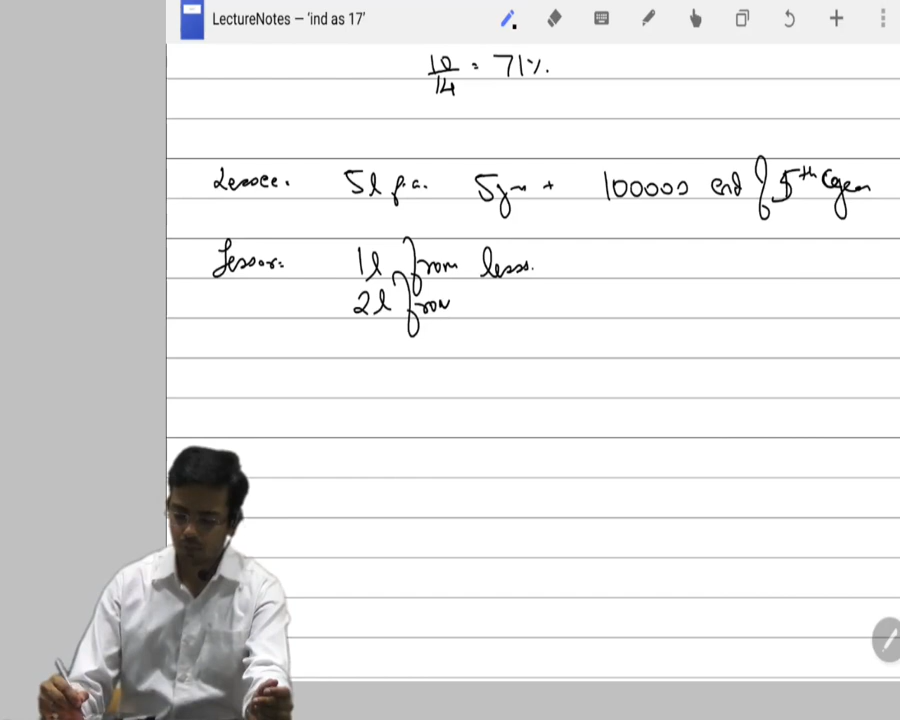 LectureNotes – 'ind as 17'
10/14 = 71%.
Lessee. 5l p.a. 5yrs + 100000 end of 5th year
Lessor:- 1l from less.
2l from